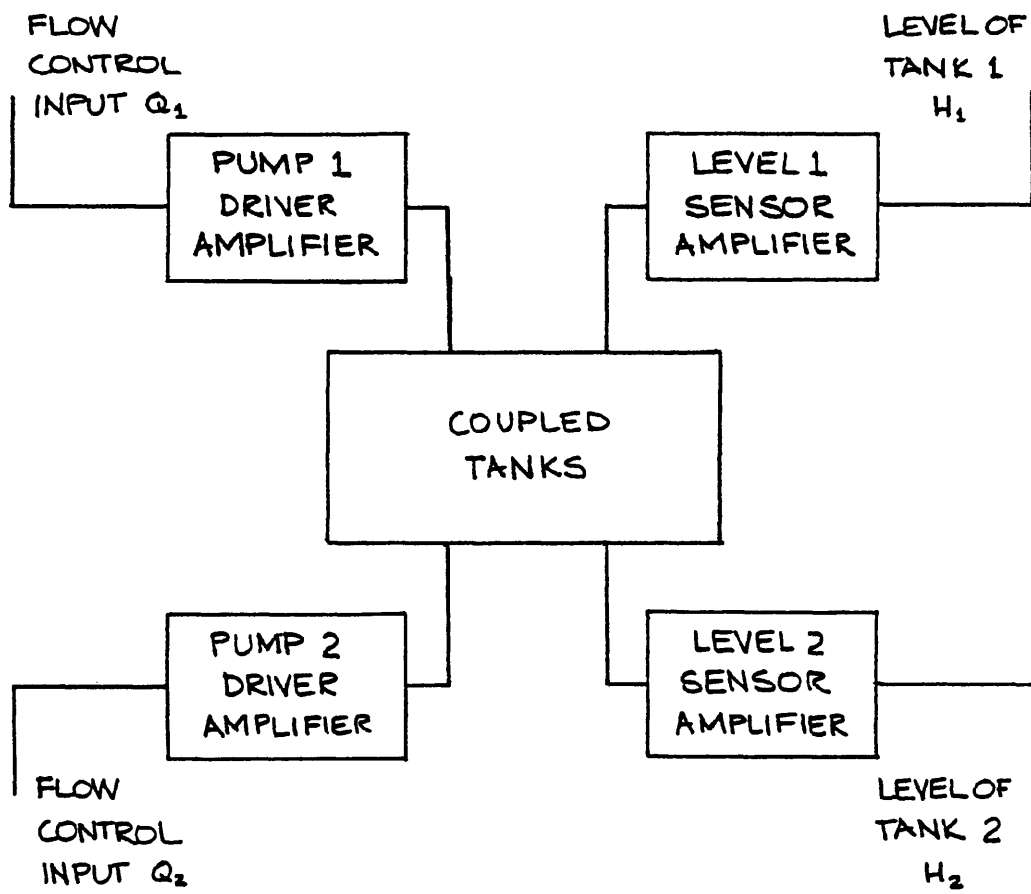 FLOW
CONTROL
INPUT Q₁
LEVEL OF
TANK 1
H₁
PUMP 1
DRIVER
AMPLIFIER
LEVEL 1
SENSOR
AMPLIFIER
COUPLED
TANKS
PUMP 2
DRIVER
AMPLIFIER
LEVEL 2
SENSOR
AMPLIFIER
FLOW
CONTROL
INPUT Q₂
LEVEL OF
TANK 2
H₂